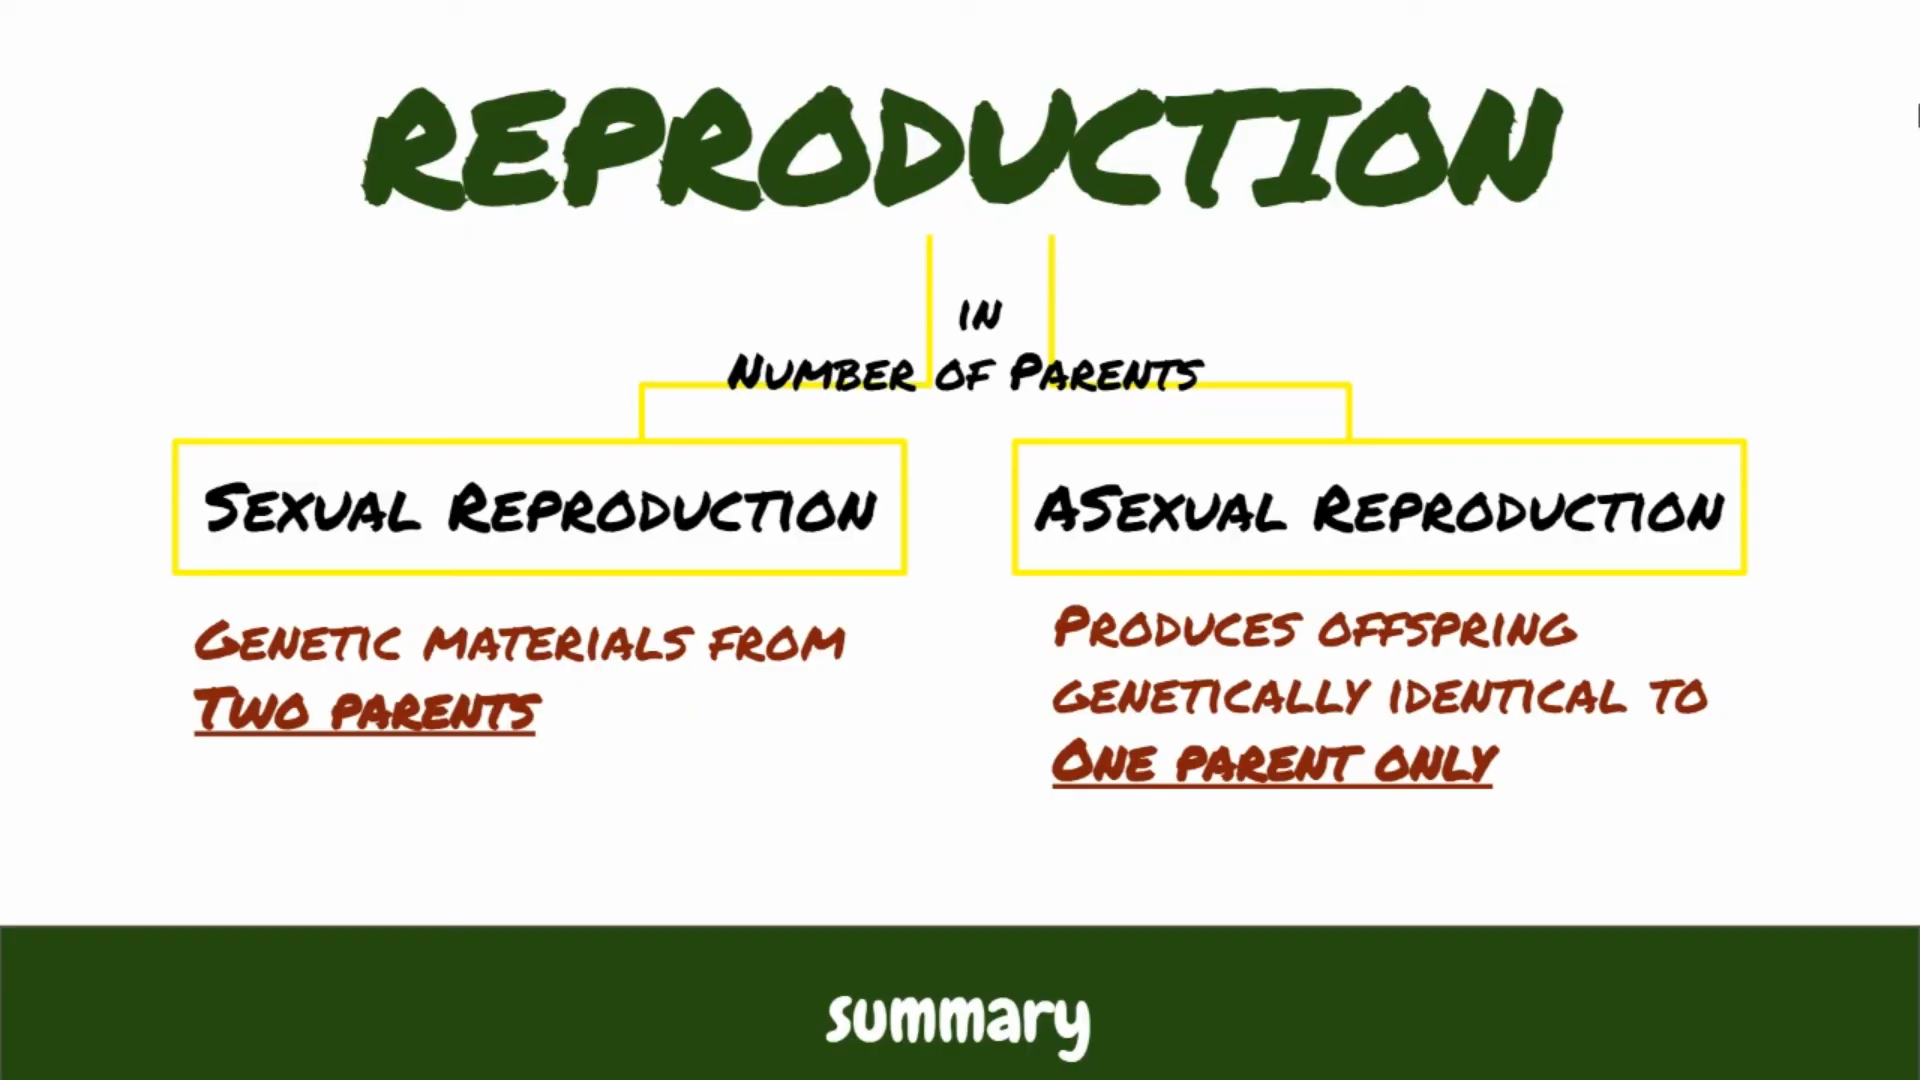 REPRODUCTION
IN
NUMBER OF PARENTS
SEXUAL REPRODUCTION
ASEXUAL REPRODUCTION
GENETIC MATERIALS FROM
TWO PARENTS
PRODUCES OFFSPRING
GENETICALLY IDENTICAL TO
ONE PARENT ONLY
summary